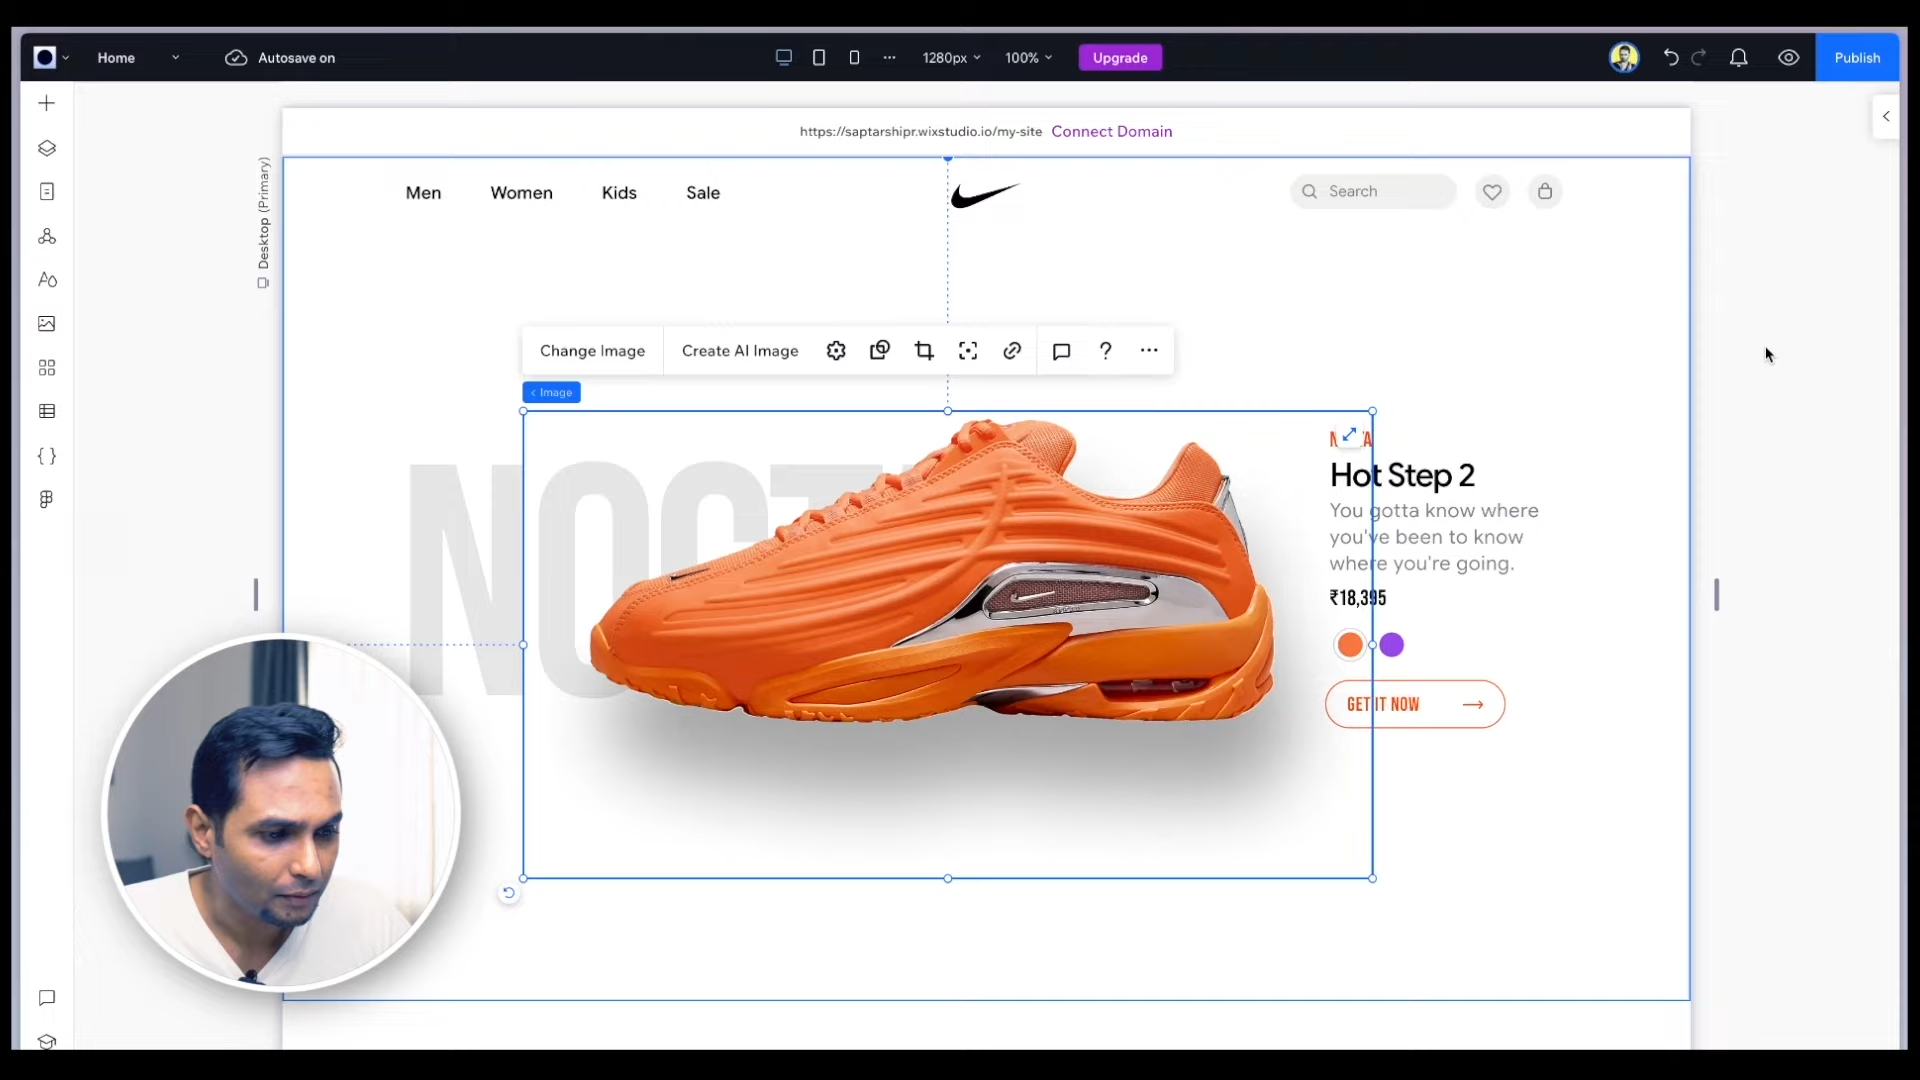 Home
Autosave on
1280px
100%
Upgrade
Publish
https://saptarshipr.wixstudio.io/my-site Connect Domain
Desktop (Primary)
Men
Women
Kids
Sale
Search
Change Image
Create AI Image
< Image
Hot Step 2
You gotta know where
you've been to know
where you're going.
₹18,395
GET IT NOW